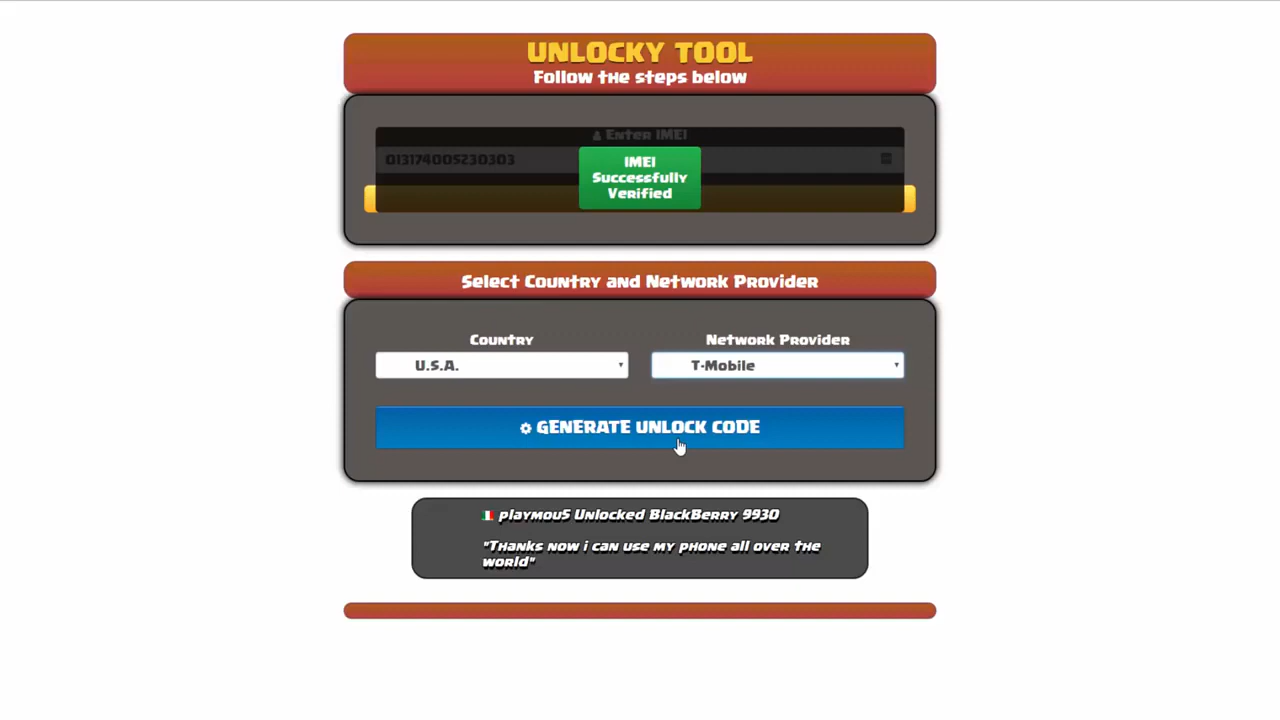 UNLOCKY TOOL
Follow the steps below
Enter IMEI
013174005230303
IMEI
Successfully
Verified
Select Country and Network Provider
Country
Network Provider
U.S.A.
T-Mobile
GENERATE UNLOCK CODE
playmou5 Unlocked BlackBerry 9930
"Thanks now i can use my phone all over the
world"